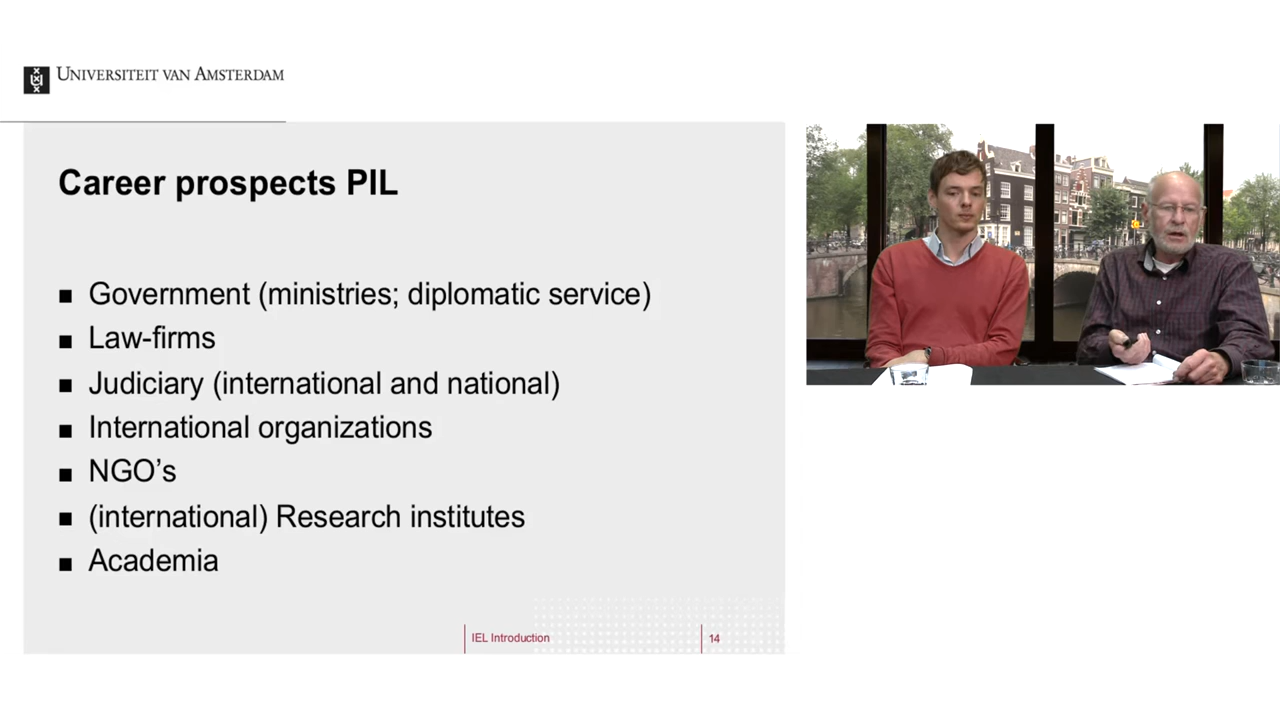 UNIVERSITEIT VAN AMSTERDAM
Career prospects PIL
■ Government (ministries; diplomatic service)
■ Law-firms
■ Judiciary (international and national)
■ International organizations
■ NGO’s
■ (international) Research institutes
■ Academia
IEL Introduction
14